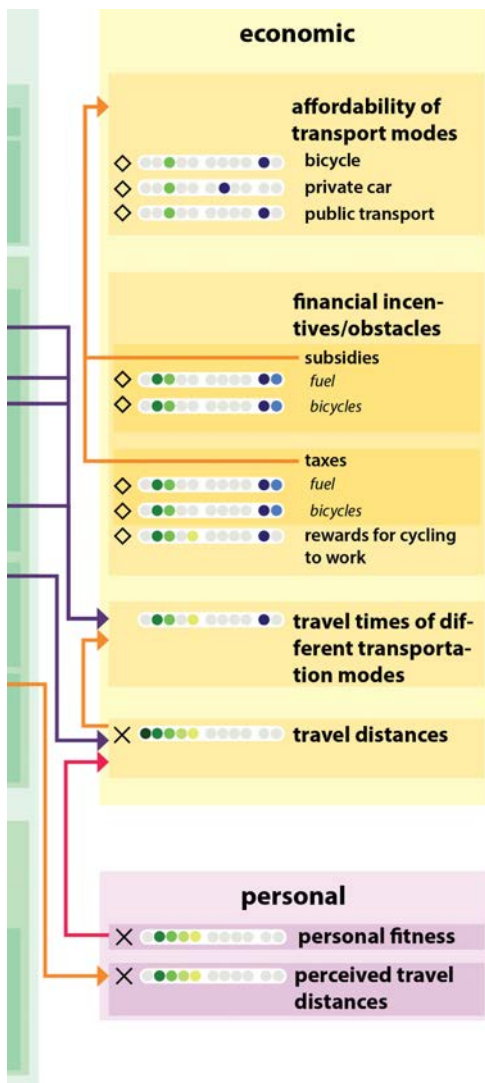 economic
affordability of
transport modes
bicycle
private car
public transport
financial incen-
tives/obstacles
subsidies
fuel
bicycles
taxes
fuel
bicycles
rewards for cycling
to work
travel times of dif-
ferent transporta-
tion modes
travel distances
personal
personal fitness
perceived travel
distances